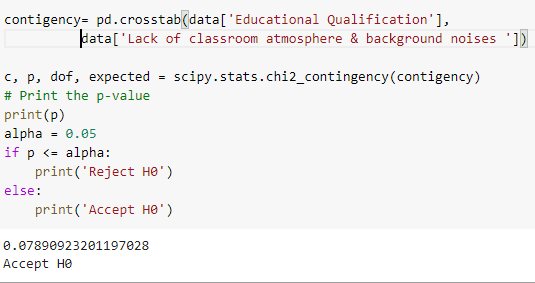 contigency= pd.crosstab(data['Educational Qualification'],
data['Lack of classroom atmosphere & background noises '])
c, p, dof, expected = scipy.stats.chi2_contingency(contigency)
# Print the p-value
print(p)
alpha = 0.05
if p <= alpha:
print('Reject H0')
else:
print('Accept H0')
0.07890923201197028
Accept H0